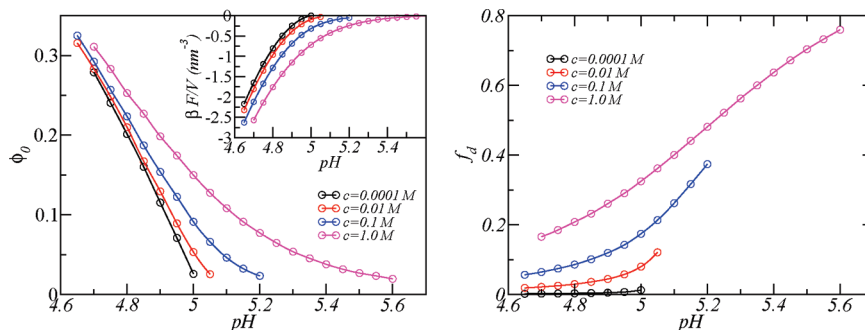 0.3
0.2
0.1
0
ϕ0
4.6 4.8 5 5.2 5.4 5.6
pH
0
-0.5
-1
-1.5
-2
-2.5
-3
β F/V (nm⁻³)
4.6 4.8 5 5.2 5.4
pH
c=0.0001 M
c=0.01 M
c=0.1 M
c=1.0 M
0.8
0.6
0.4
0.2
0
fd
4.6 4.8 5 5.2 5.4 5.6
pH
c=0.0001 M
c=0.01 M
c=0.1 M
c=1.0 M